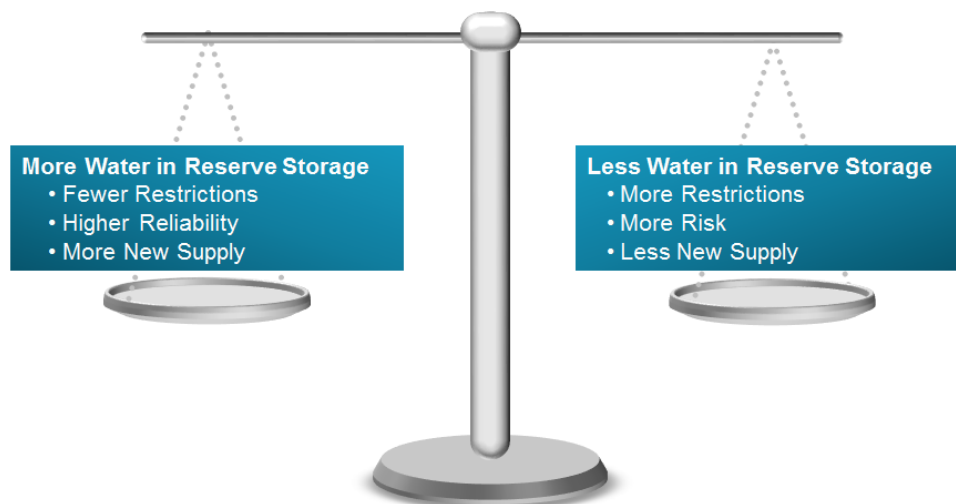 More Water in Reserve Storage
• Fewer Restrictions
• Higher Reliability
• More New Supply
Less Water in Reserve Storage
• More Restrictions
• More Risk
• Less New Supply